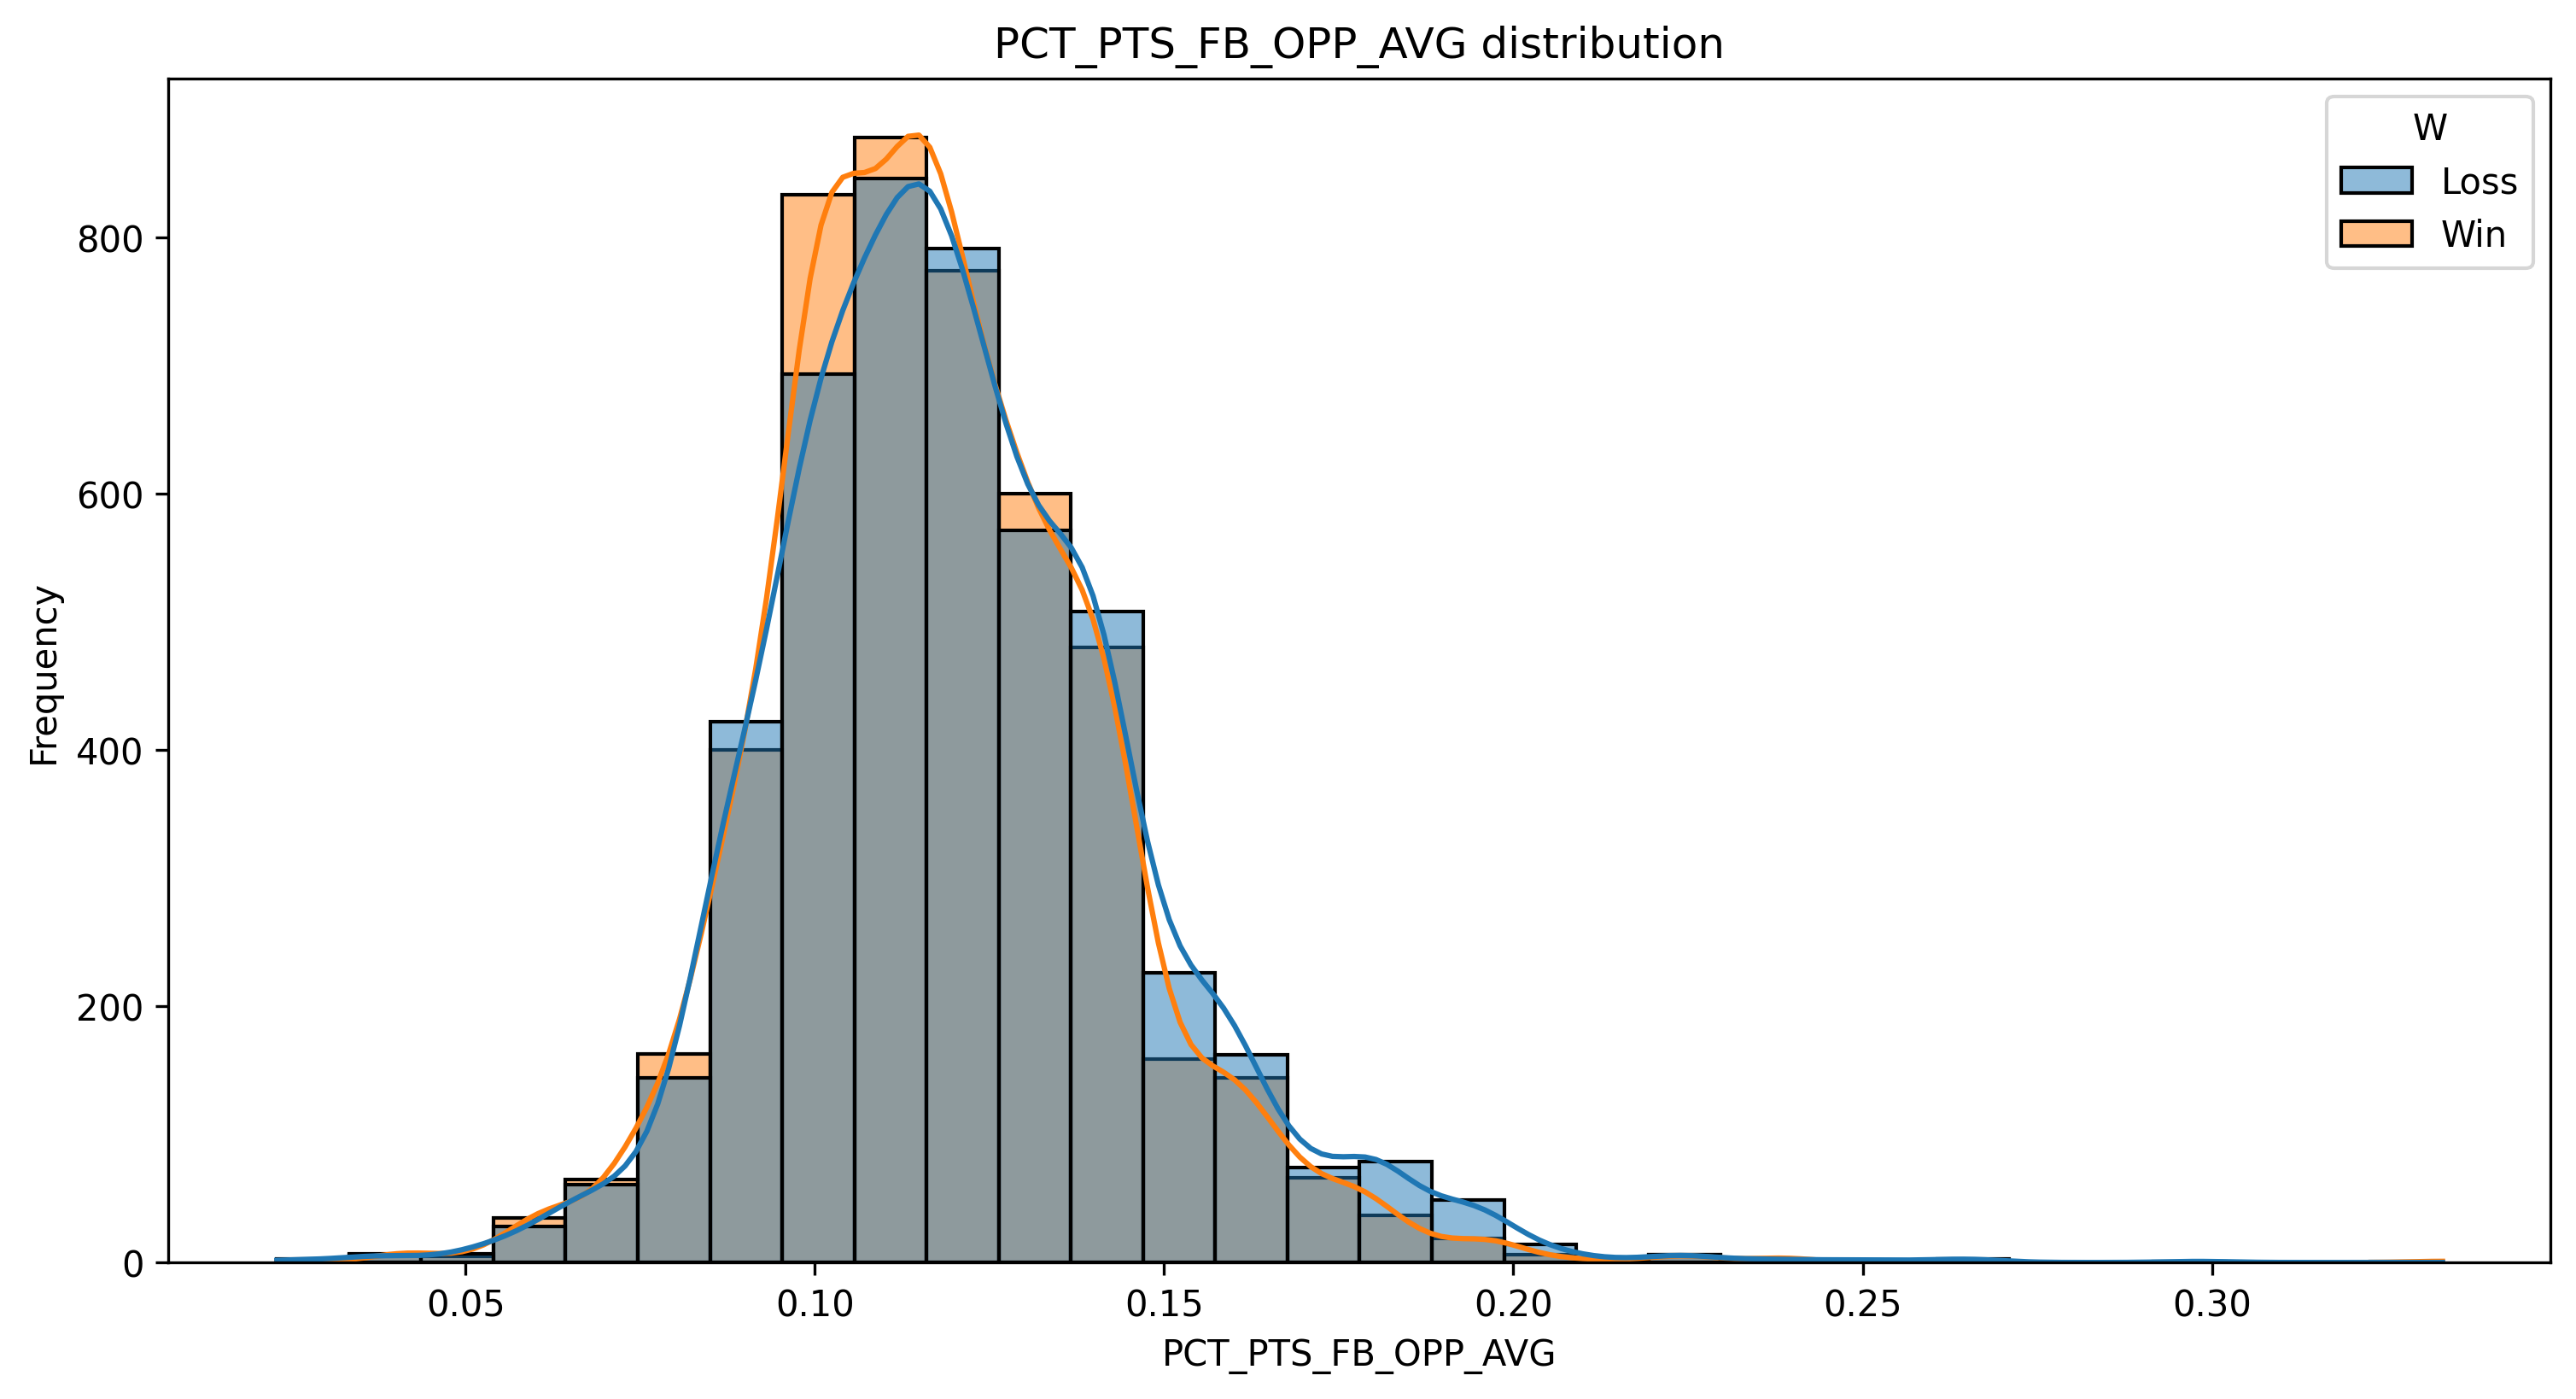 PCT_PTS_FB_OPP_AVG distribution
W
Loss
Win
Frequency
800
600
400
200
0
0.05 0.10 0.15 0.20 0.25 0.30
PCT_PTS_FB_OPP_AVG